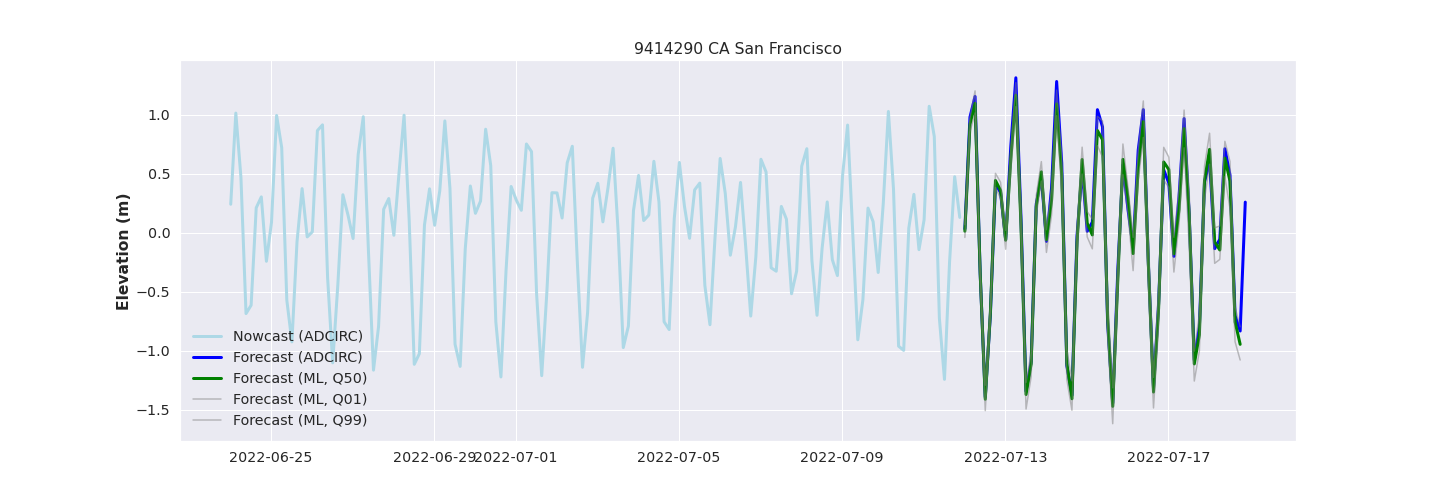 9414290 CA San Francisco
Elevation (m)
1.0
0.5
0.0
−0.5
−1.0
−1.5
Nowcast (ADCIRC)
Forecast (ADCIRC)
Forecast (ML, Q50)
Forecast (ML, Q01)
Forecast (ML, Q99)
2022-06-25 2022-06-29 2022-07-01 2022-07-05 2022-07-09 2022-07-13 2022-07-17